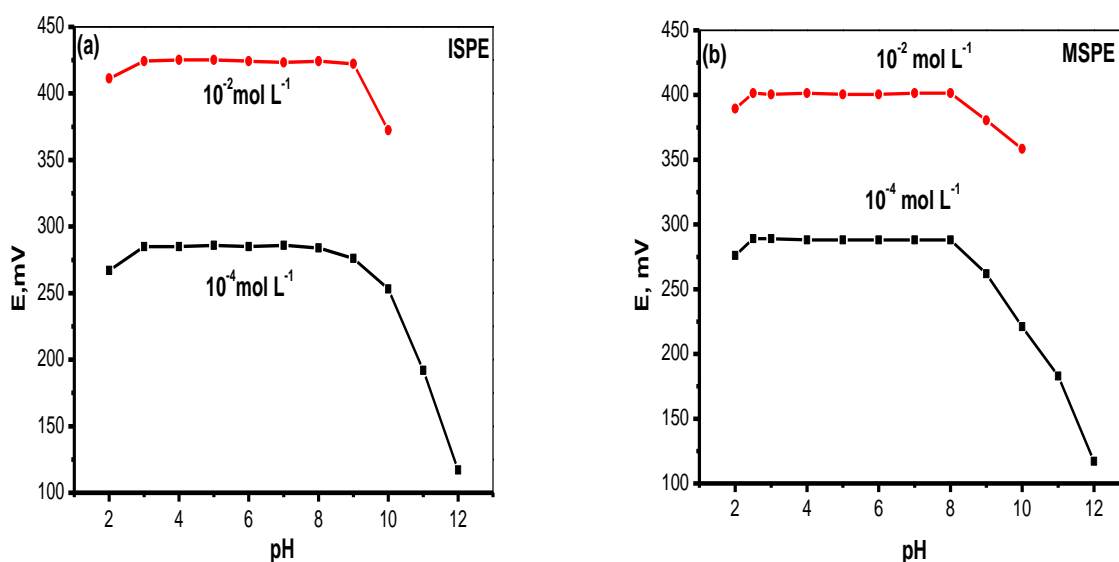 (a)
ISPE
10⁻²mol L⁻¹
10⁻⁴mol L⁻¹
E,mV
450
400
350
300
250
200
150
100
2 4 6 8 10 12
pH
(b)
MSPE
10⁻² mol L⁻¹
10⁻⁴ mol L⁻¹
E, mV
450
400
350
300
250
200
150
100
2 4 6 8 10 12
pH